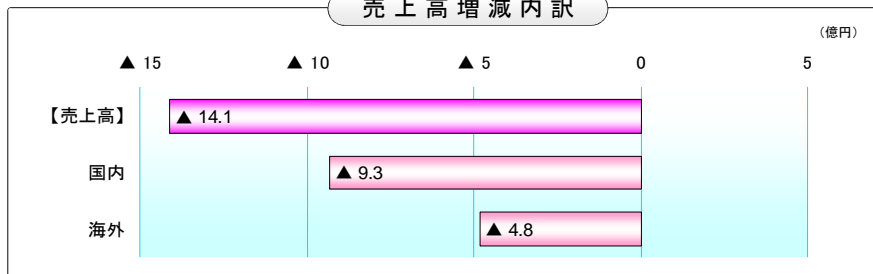 売上高増減内訳
（億円）
▲ 15 ▲ 10 ▲ 5 0 5
【売上高】 ▲ 14.1
国内 ▲ 9.3
海外 ▲ 4.8